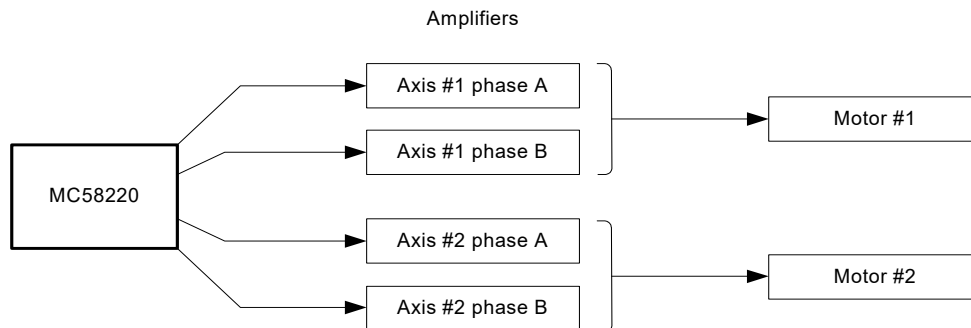 Amplifiers
Axis #1 phase A
Axis #1 phase B
Motor #1
MC58220
Axis #2 phase A
Axis #2 phase B
Motor #2